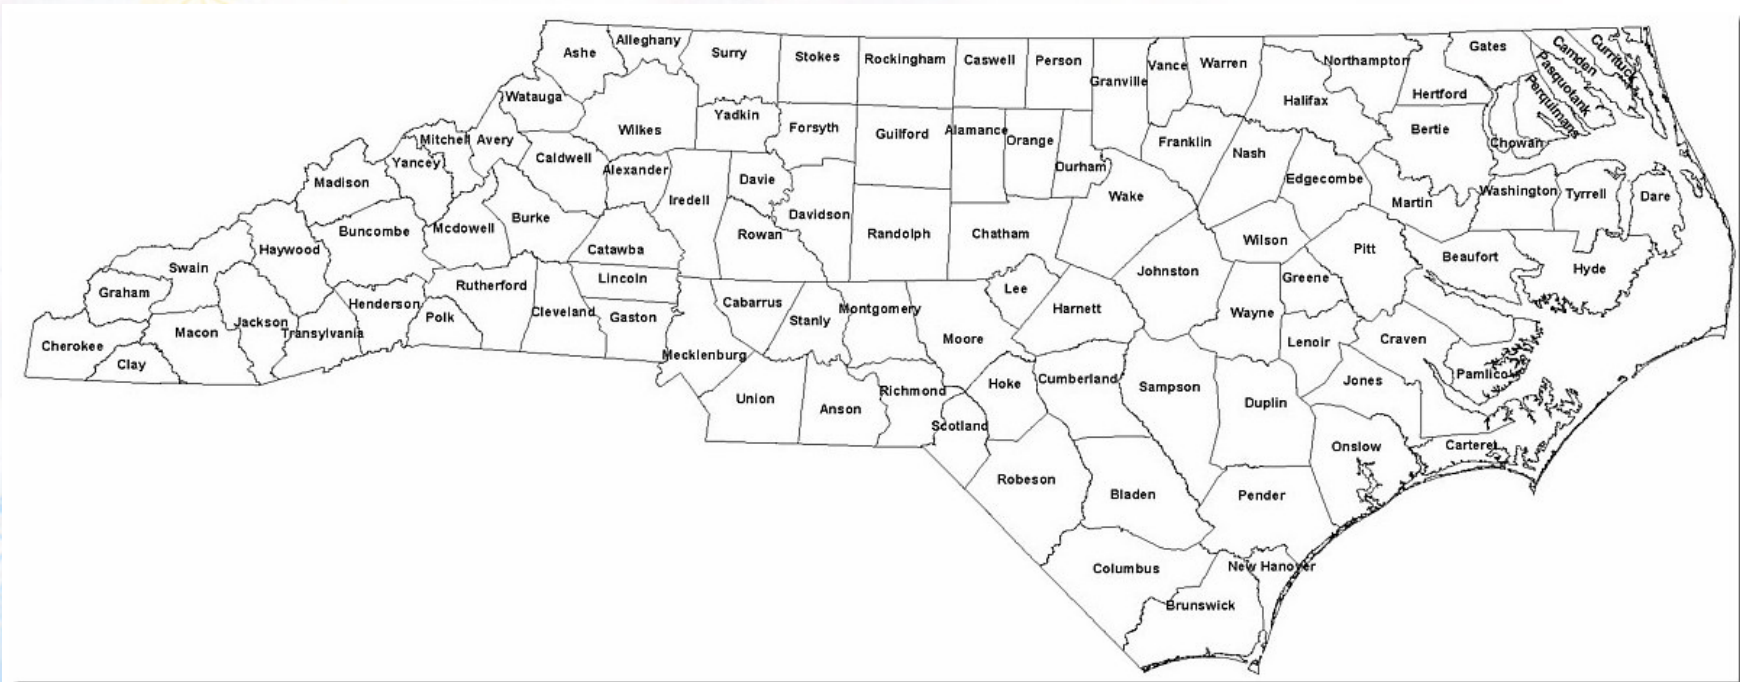 Ashe
Alleghany
Surry
Stokes
Rockingham
Caswell
Person
Granville
Vance
Warren
Northampton
Gates
Camden
Currituck
Pasquotank
Perquimans
Hertford
Halifax
Bertie
Chowan
Watauga
Wilkes
Yadkin
Forsyth
Guilford
Alamance
Orange
Durham
Franklin
Nash
Edgecombe
Martin
Washington
Tyrrell
Dare
Mitchell
Avery
Caldwell
Alexander
Iredell
Davie
Davidson
Randolph
Chatham
Wake
Wilson
Pitt
Beaufort
Hyde
Yancey
Madison
Buncombe
Mcdowell
Burke
Catawba
Rowan
Johnston
Greene
Haywood
Swain
Graham
Rutherford
Lincoln
Cleveland
Gaston
Cabarrus
Stanly
Montgomery
Lee
Harnett
Wayne
Lenoir
Craven
Pamlico
Henderson
Polk
Jackson
Transylvania
Macon
Cherokee
Clay
Mecklenburg
Moore
Union
Anson
Richmond
Hoke
Cumberland
Sampson
Duplin
Jones
Scotland
Onslow
Carteret
Robeson
Bladen
Pender
Columbus
New Hanover
Brunswick